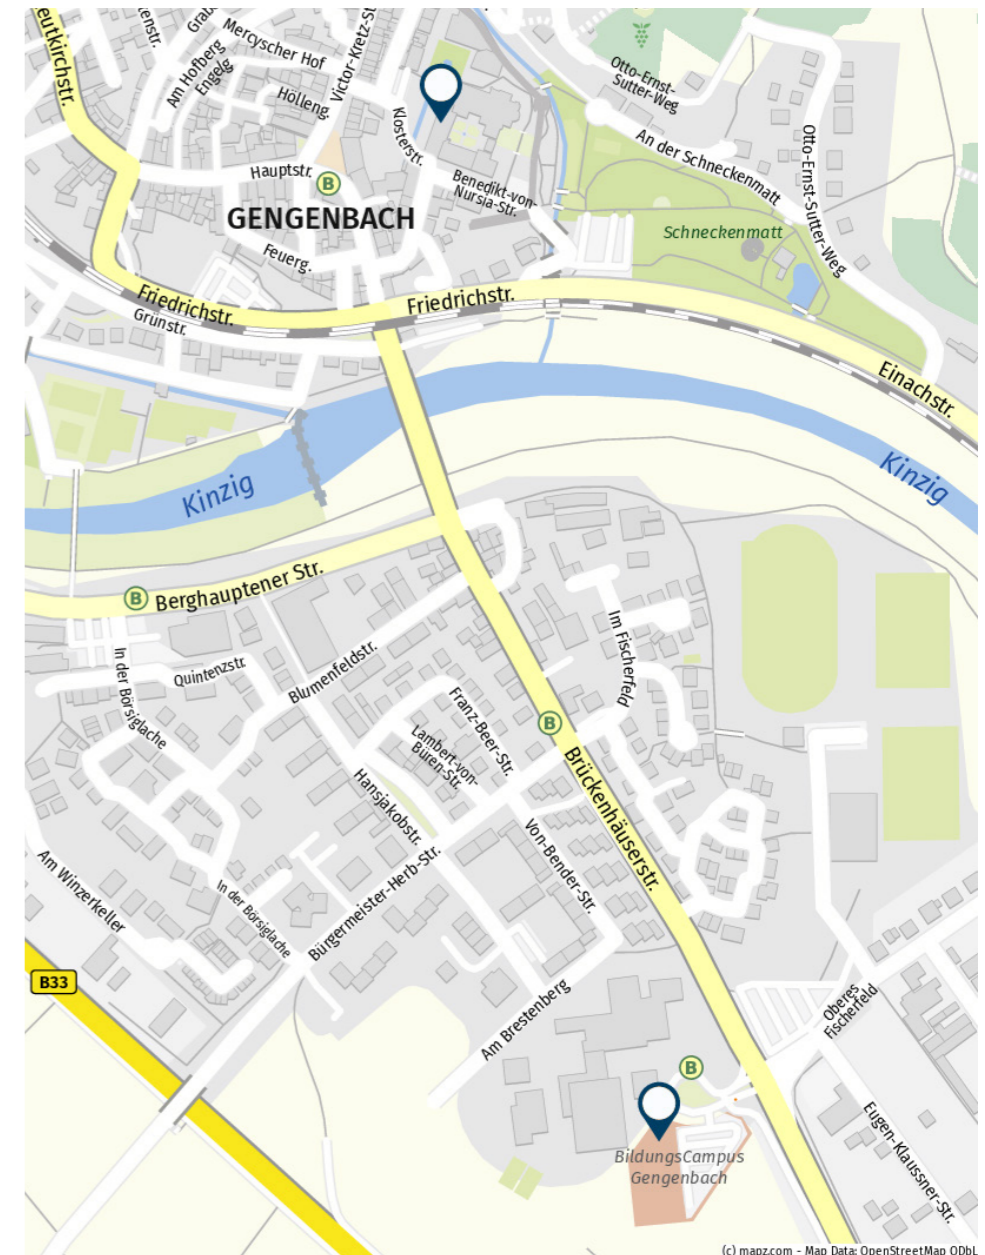 eutkirchstr.
Mercyscher Hof
Am Hofberg
Engelg.
Hölleng.
Victor-Kretz-St
Klosterstr.
Hauptstr.
B
GENGENBACH
Feuerg.
Benedikt-von-
Nursia-Str.
Otto-Ernst-
Sutter-Weg
An der Schneckenmatt
Otto-Ernst-Sutter-Weg
Schneckenmatt
Friedrichstr.
Friedrichstr.
Grünstr.
Einachstr.
Kinzig
Kinzig
Berghauptener Str.
B
In der Börsiglache
Quintenzstr.
Blumenfeldstr.
Im Fischerfeld
Franz-Beer-Str.
Lambert-von-
Büren-Str.
B
Brückenhäuserstr.
Hansjakobstr.
Von-Bender-Str.
Bürgermeister-Herb-Str.
In der Börsiglache
Am Winzerkeller
B33
Am Brestenberg
Oberes
Fischerfeld
B
Eugen-Klaussner-Str.
BildungsCampus
Gengenbach
(c) mapz.com - Map Data: OpenStreetMap ODbL